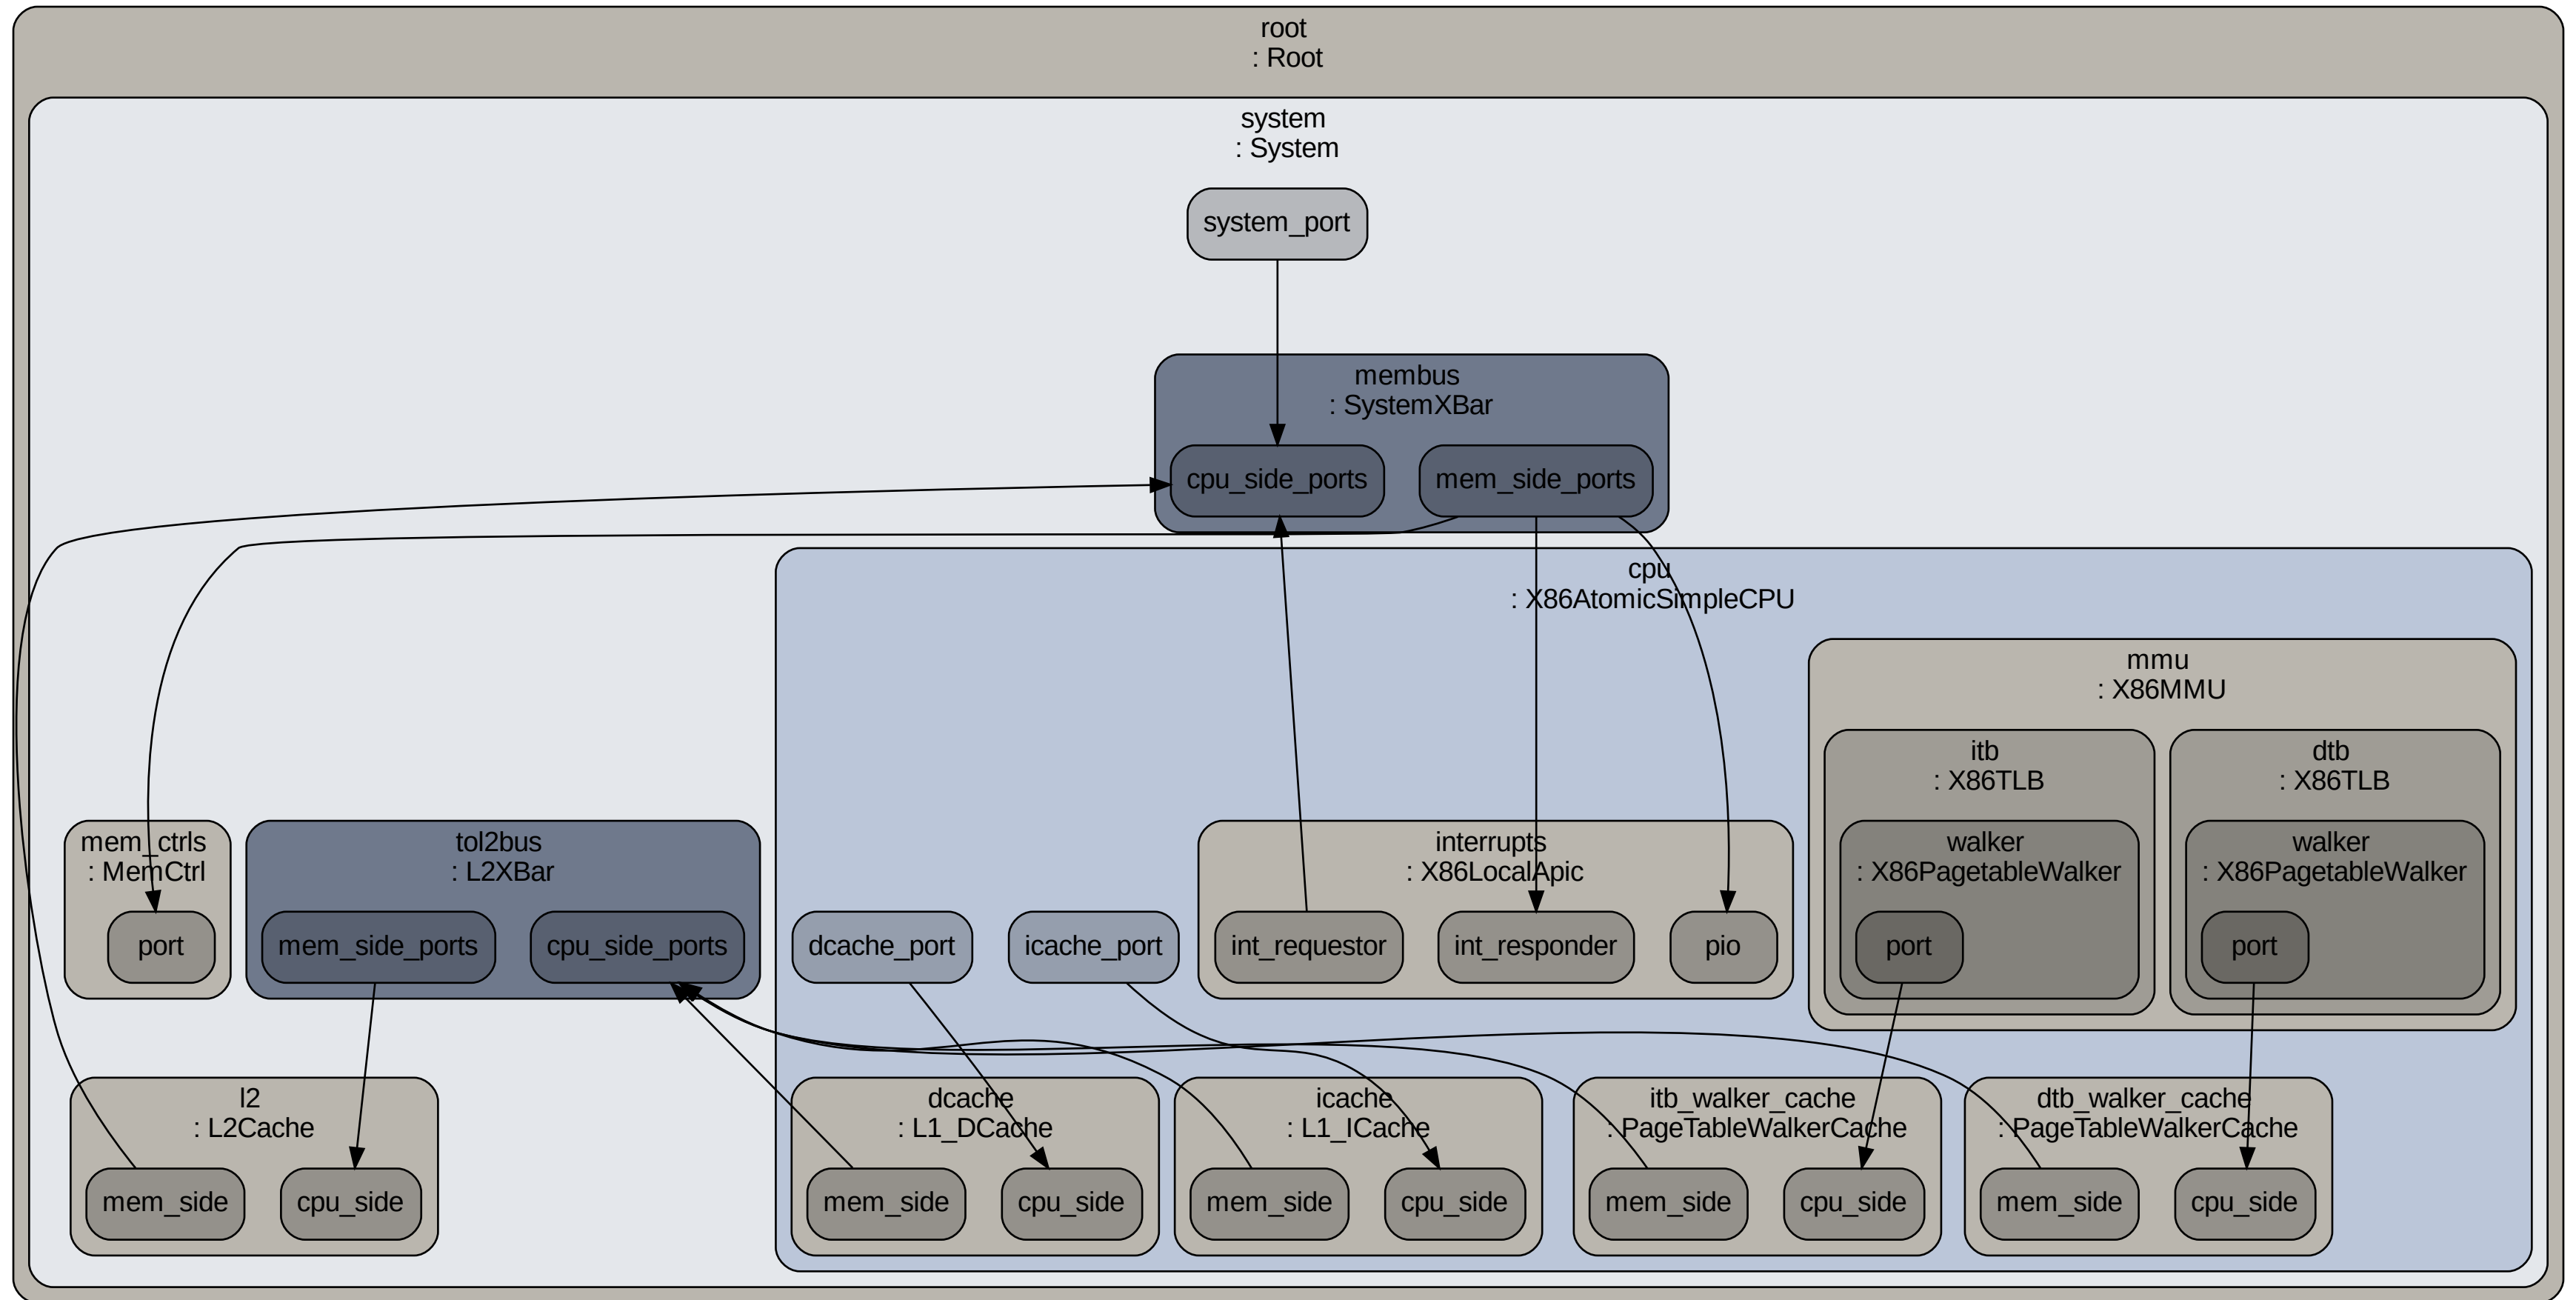 root
: Root
system
: System
system_port
membus
: SystemXBar
cpu_side_ports
mem_side_ports
cpu
: X86AtomicSimpleCPU
mmu
: X86MMU
itb
: X86TLB
dtb
: X86TLB
mem_ctrls
: MemCtrl
tol2bus
: L2XBar
interrupts
: X86LocalApic
walker
: X86PagetableWalker
walker
: X86PagetableWalker
port
mem_side_ports
cpu_side_ports
dcache_port
icache_port
int_requestor
int_responder
pio
port
port
l2
: L2Cache
dcache
: L1_DCache
icache
: L1_ICache
itb_walker_cache
: PageTableWalkerCache
dtb_walker_cache
: PageTableWalkerCache
mem_side
cpu_side
mem_side
cpu_side
mem_side
cpu_side
mem_side
cpu_side
mem_side
cpu_side